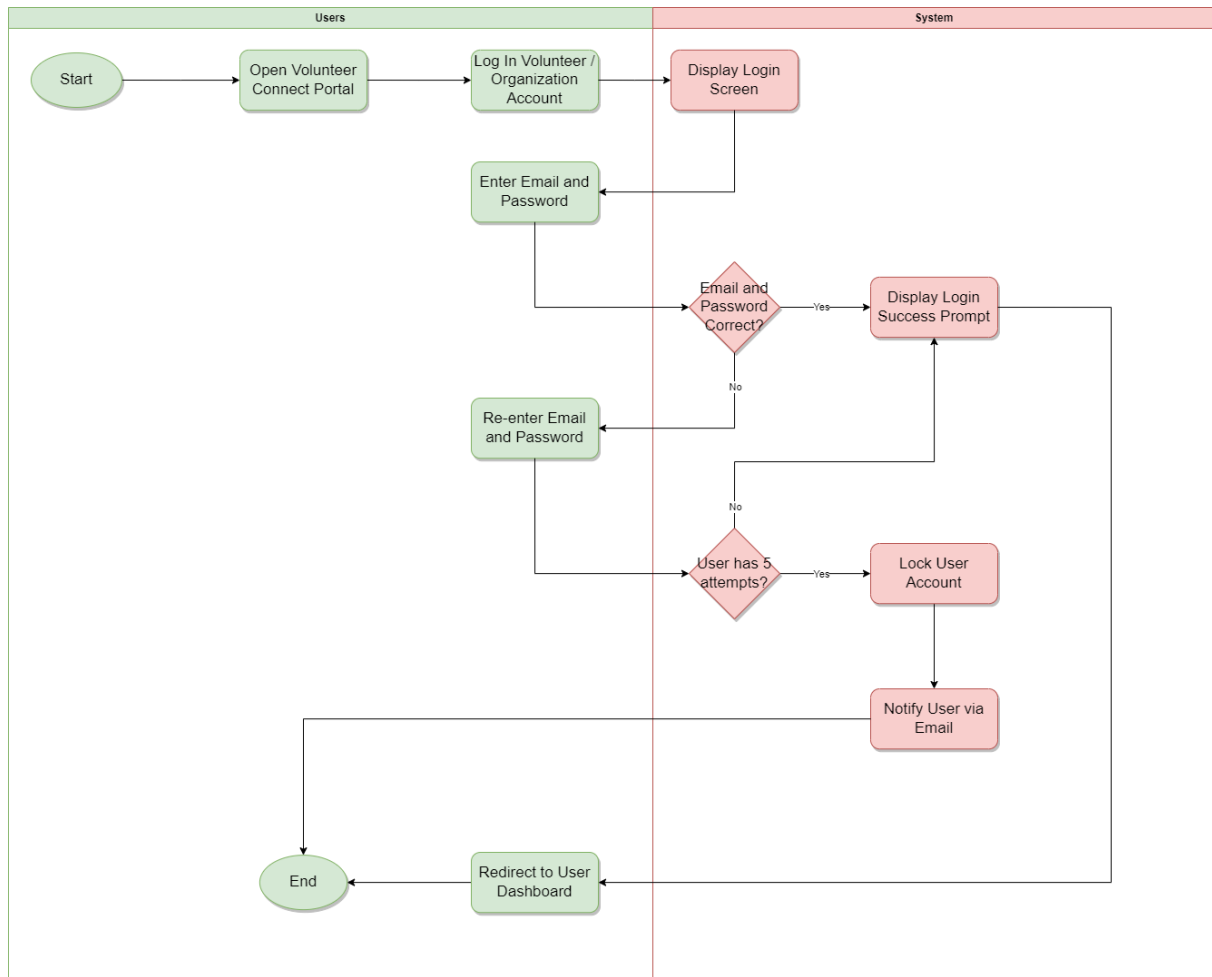 Users
System
Start
Open Volunteer
Connect Portal
Log In Volunteer /
Organization
Account
Display Login
Screen
Enter Email and
Password
Email and
Password
Correct?
Yes
Display Login
Success Prompt
No
Re-enter Email
and Password
No
User has 5
attempts?
Yes
Lock User
Account
Notify User via
Email
End
Redirect to User
Dashboard